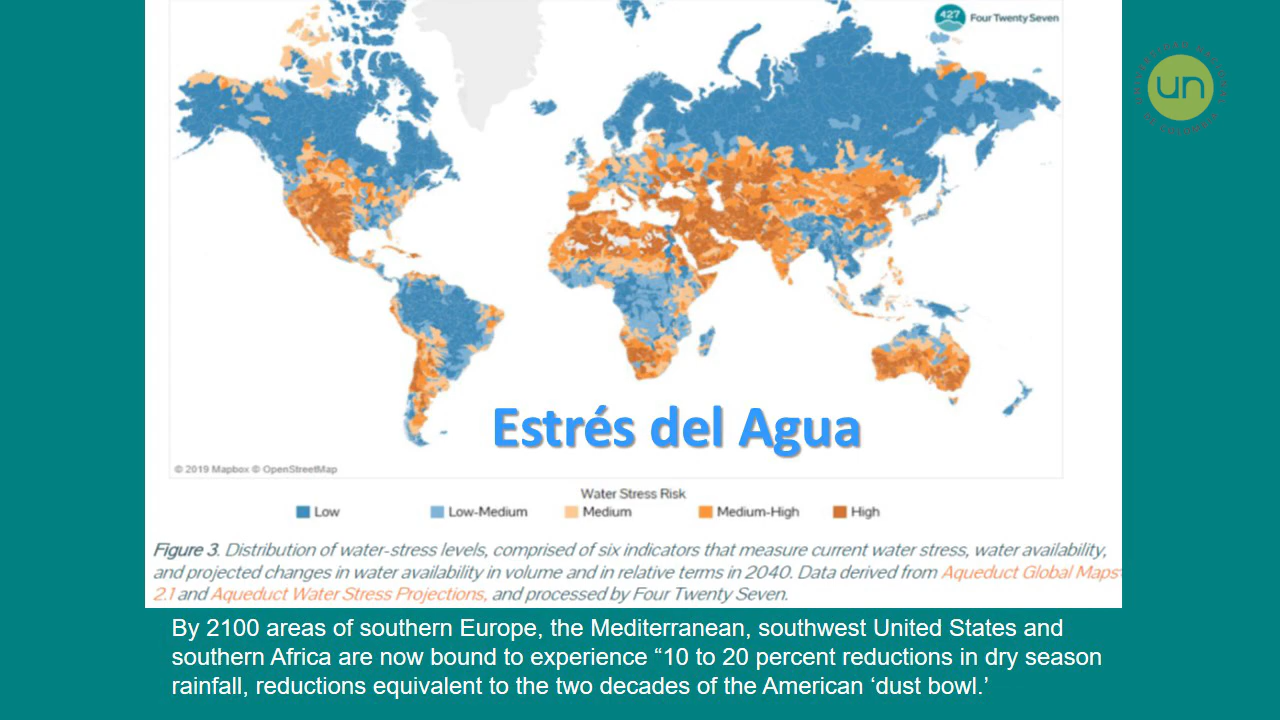 427 Four Twenty Seven
un
Estrés del Agua
© 2019 Mapbox © OpenStreetMap
Water Stress Risk
Low Low-Medium Medium Medium-High High
Figure 3. Distribution of water-stress levels, comprised of six indicators that measure current water stress, water availability,
and projected changes in water availability in volume and in relative terms in 2040. Data derived from Aqueduct Global Maps
2.1 and Aqueduct Water Stress Projections, and processed by Four Twenty Seven.
By 2100 areas of southern Europe, the Mediterranean, southwest United States and
southern Africa are now bound to experience “10 to 20 percent reductions in dry season
rainfall, reductions equivalent to the two decades of the American ‘dust bowl.’